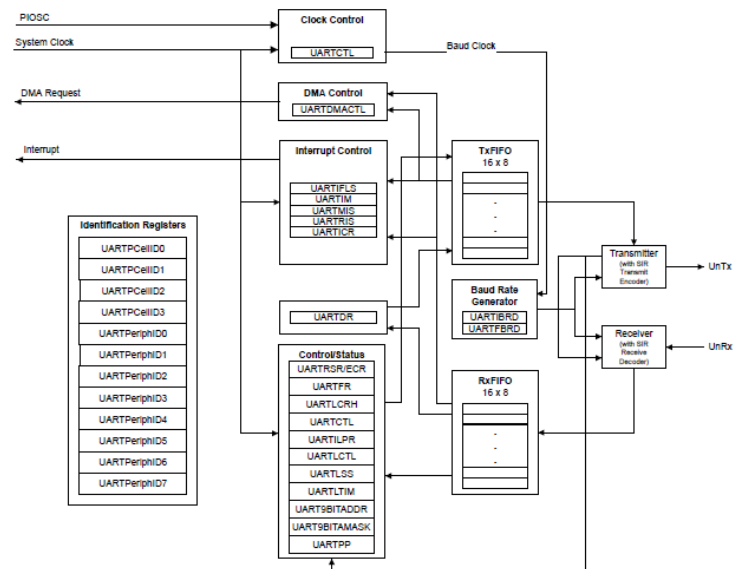 PIOSC
System Clock
Clock Control
UARTCTL
Baud Clock
DMA Request
DMA Control
UARTDMACTL
Interrupt
Interrupt Control
UARTIFLS
UARTIM
UARTMIS
UARTRIS
UARTICR
TxFIFO
16 x 8
.
.
.
Identification Registers
UARTPCellID0
UARTPCellID1
UARTPCellID2
UARTPCellID3
UARTPeriphID0
UARTPeriphID1
UARTPeriphID2
UARTPeriphID3
UARTPeriphID4
UARTPeriphID5
UARTPeriphID6
UARTPeriphID7
Transmitter
(with SIR
Transmit
Encoder)
UnTx
Baud Rate
Generator
UARTIBRD
UARTFBRD
UARTDR
Receiver
(with SIR
Receive
Decoder)
UnRx
Control/Status
UARTRSR/ECR
UARTFR
UARTLCRH
UARTCTL
UARTILPR
UARTLCTL
UARTLSS
UARTLTIM
UART9BITADDR
UART9BITAMASK
UARTPP
RxFIFO
16 x 8
.
.
.